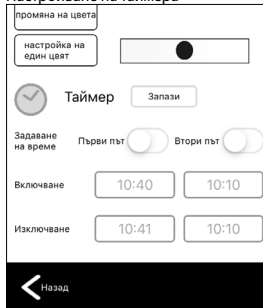 Настройване на таймера
промяна на цвета
настройка на
един цвят
Таймер Запази
Задаване
на време
Първи път Втори път
Включване 10:40 10:10
Изключване 10:41 10:10
Назад